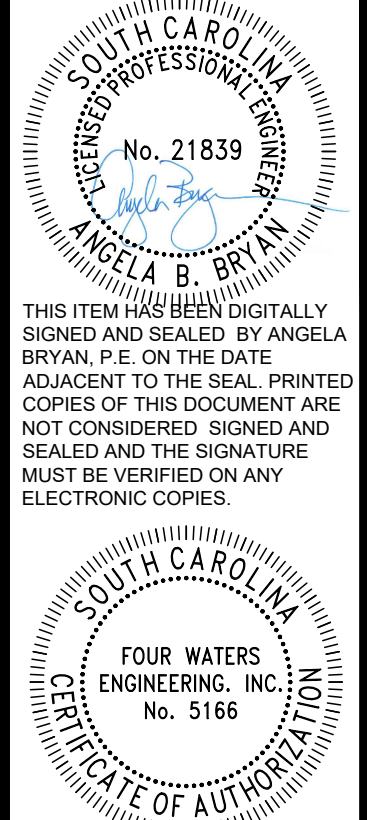 SOUTH CAROLINA
LICENSED PROFESSIONAL ENGINEER
No. 21839
Angela Bryan
ANGELA B. BRYAN
THIS ITEM HAS BEEN DIGITALLY
SIGNED AND SEALED BY ANGELA
BRYAN, P.E. ON THE DATE
ADJACENT TO THE SEAL. PRINTED
COPIES OF THIS DOCUMENT ARE
NOT CONSIDERED SIGNED AND
SEALED AND THE SIGNATURE
MUST BE VERIFIED ON ANY
ELECTRONIC COPIES.
SOUTH CAROLINA
FOUR WATERS
ENGINEERING. INC.
No. 5166
CERTIFICATE OF AUTHORIZATION